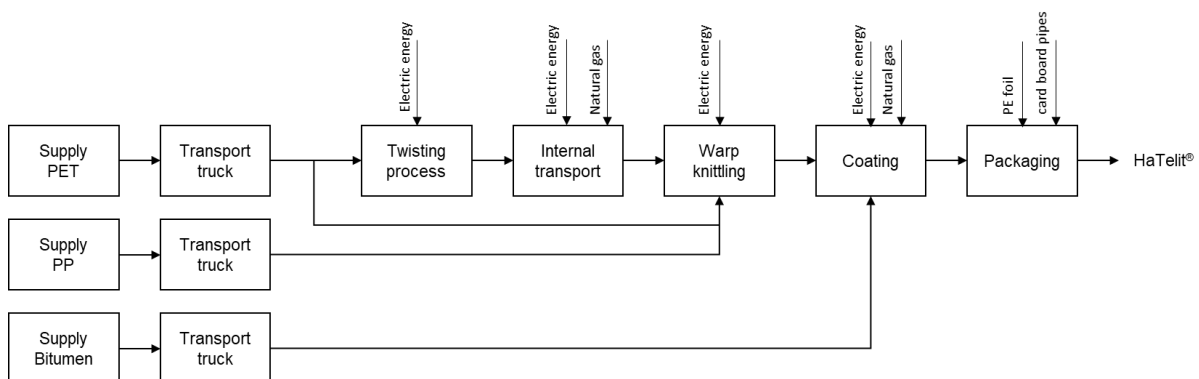 Electric energy
Electric energy
Natural gas
Electric energy
Electric energy
Natural gas
PE foil
card board pipes
Supply
PET
Transport
truck
Twisting
process
Internal
transport
Warp
knittling
Coating
Packaging
HaTelit®
Supply
PP
Transport
truck
Supply
Bitumen
Transport
truck